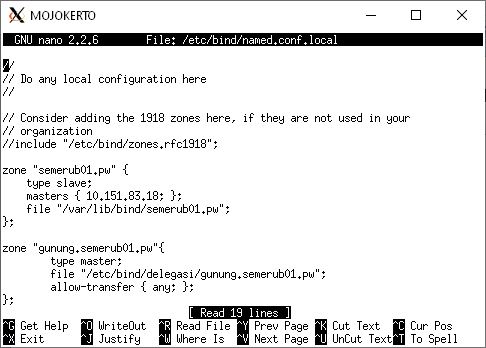 MOJOKERTO
GNU nano 2.2.6 File: /etc/bind/named.conf.local
//
// Do any local configuration here
//
// Consider adding the 1918 zones here, if they are not used in your
// organization
//include "/etc/bind/zones.rfc1918";
zone "semerub01.pw" {
    type slave;
    masters { 10.151.83.18; };
    file "/var/lib/bind/semerub01.pw";
};
zone "gunung.semerub01.pw"{
        type master;
        file "/etc/bind/delegasi/gunung.semerub01.pw";
        allow-transfer { any; };
};
[ Read 19 lines ]
^G Get Help ^O WriteOut ^R Read File ^Y Prev Page ^K Cut Text ^C Cur Pos
^X Exit ^J Justify ^W Where Is ^V Next Page ^U UnCut Text ^T To Spell